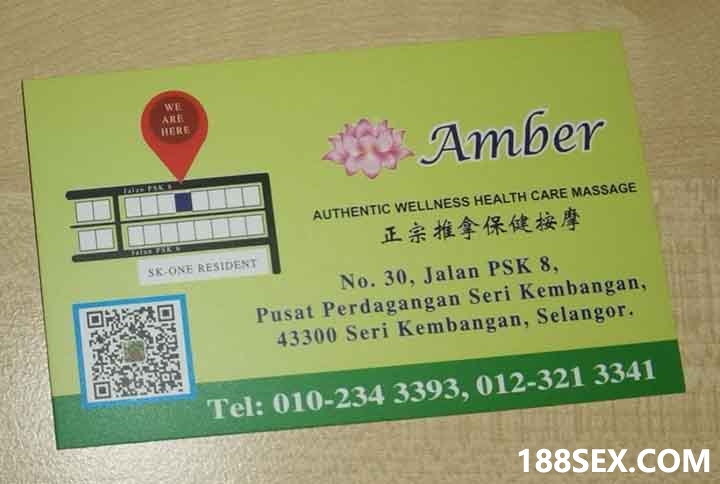 WE
ARE
HERE
Jalan PSK 8
Jalan PSK 6
SK-ONE RESIDENT
Amber
AUTHENTIC WELLNESS HEALTH CARE MASSAGE
正宗推拿保健按摩
No. 30, Jalan PSK 8,
Pusat Perdagangan Seri Kembangan,
43300 Seri Kembangan, Selangor.
Tel: 010-234 3393, 012-321 3341
188SEX.COM